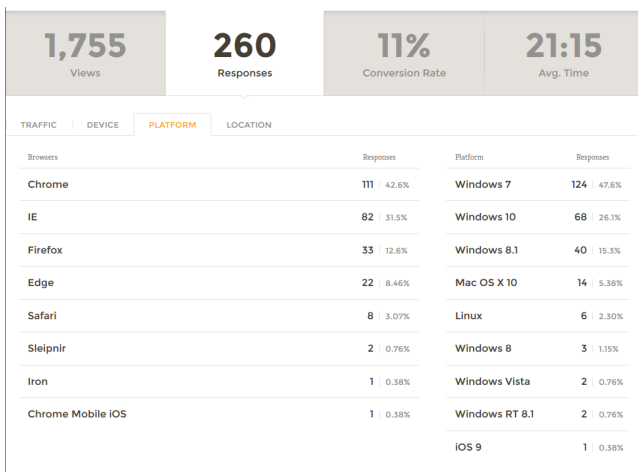 1,755 260 11% 21:15
Views Responses Conversion Rate Avg. Time
TRAFFIC DEVICE PLATFORM LOCATION
Browsers Responses Platform Responses
Chrome 111 42.6% Windows 7 124 47.6%
IE 82 31.5% Windows 10 68 26.1%
Firefox 33 12.6% Windows 8.1 40 15.3%
Edge 22 8.46% Mac OS X 10 14 5.38%
Safari 8 3.07% Linux 6 2.30%
Sleipnir 2 0.76% Windows 8 3 1.15%
Iron 1 0.38% Windows Vista 2 0.76%
Chrome Mobile iOS 1 0.38% Windows RT 8.1 2 0.76%
iOS 9 1 0.38%